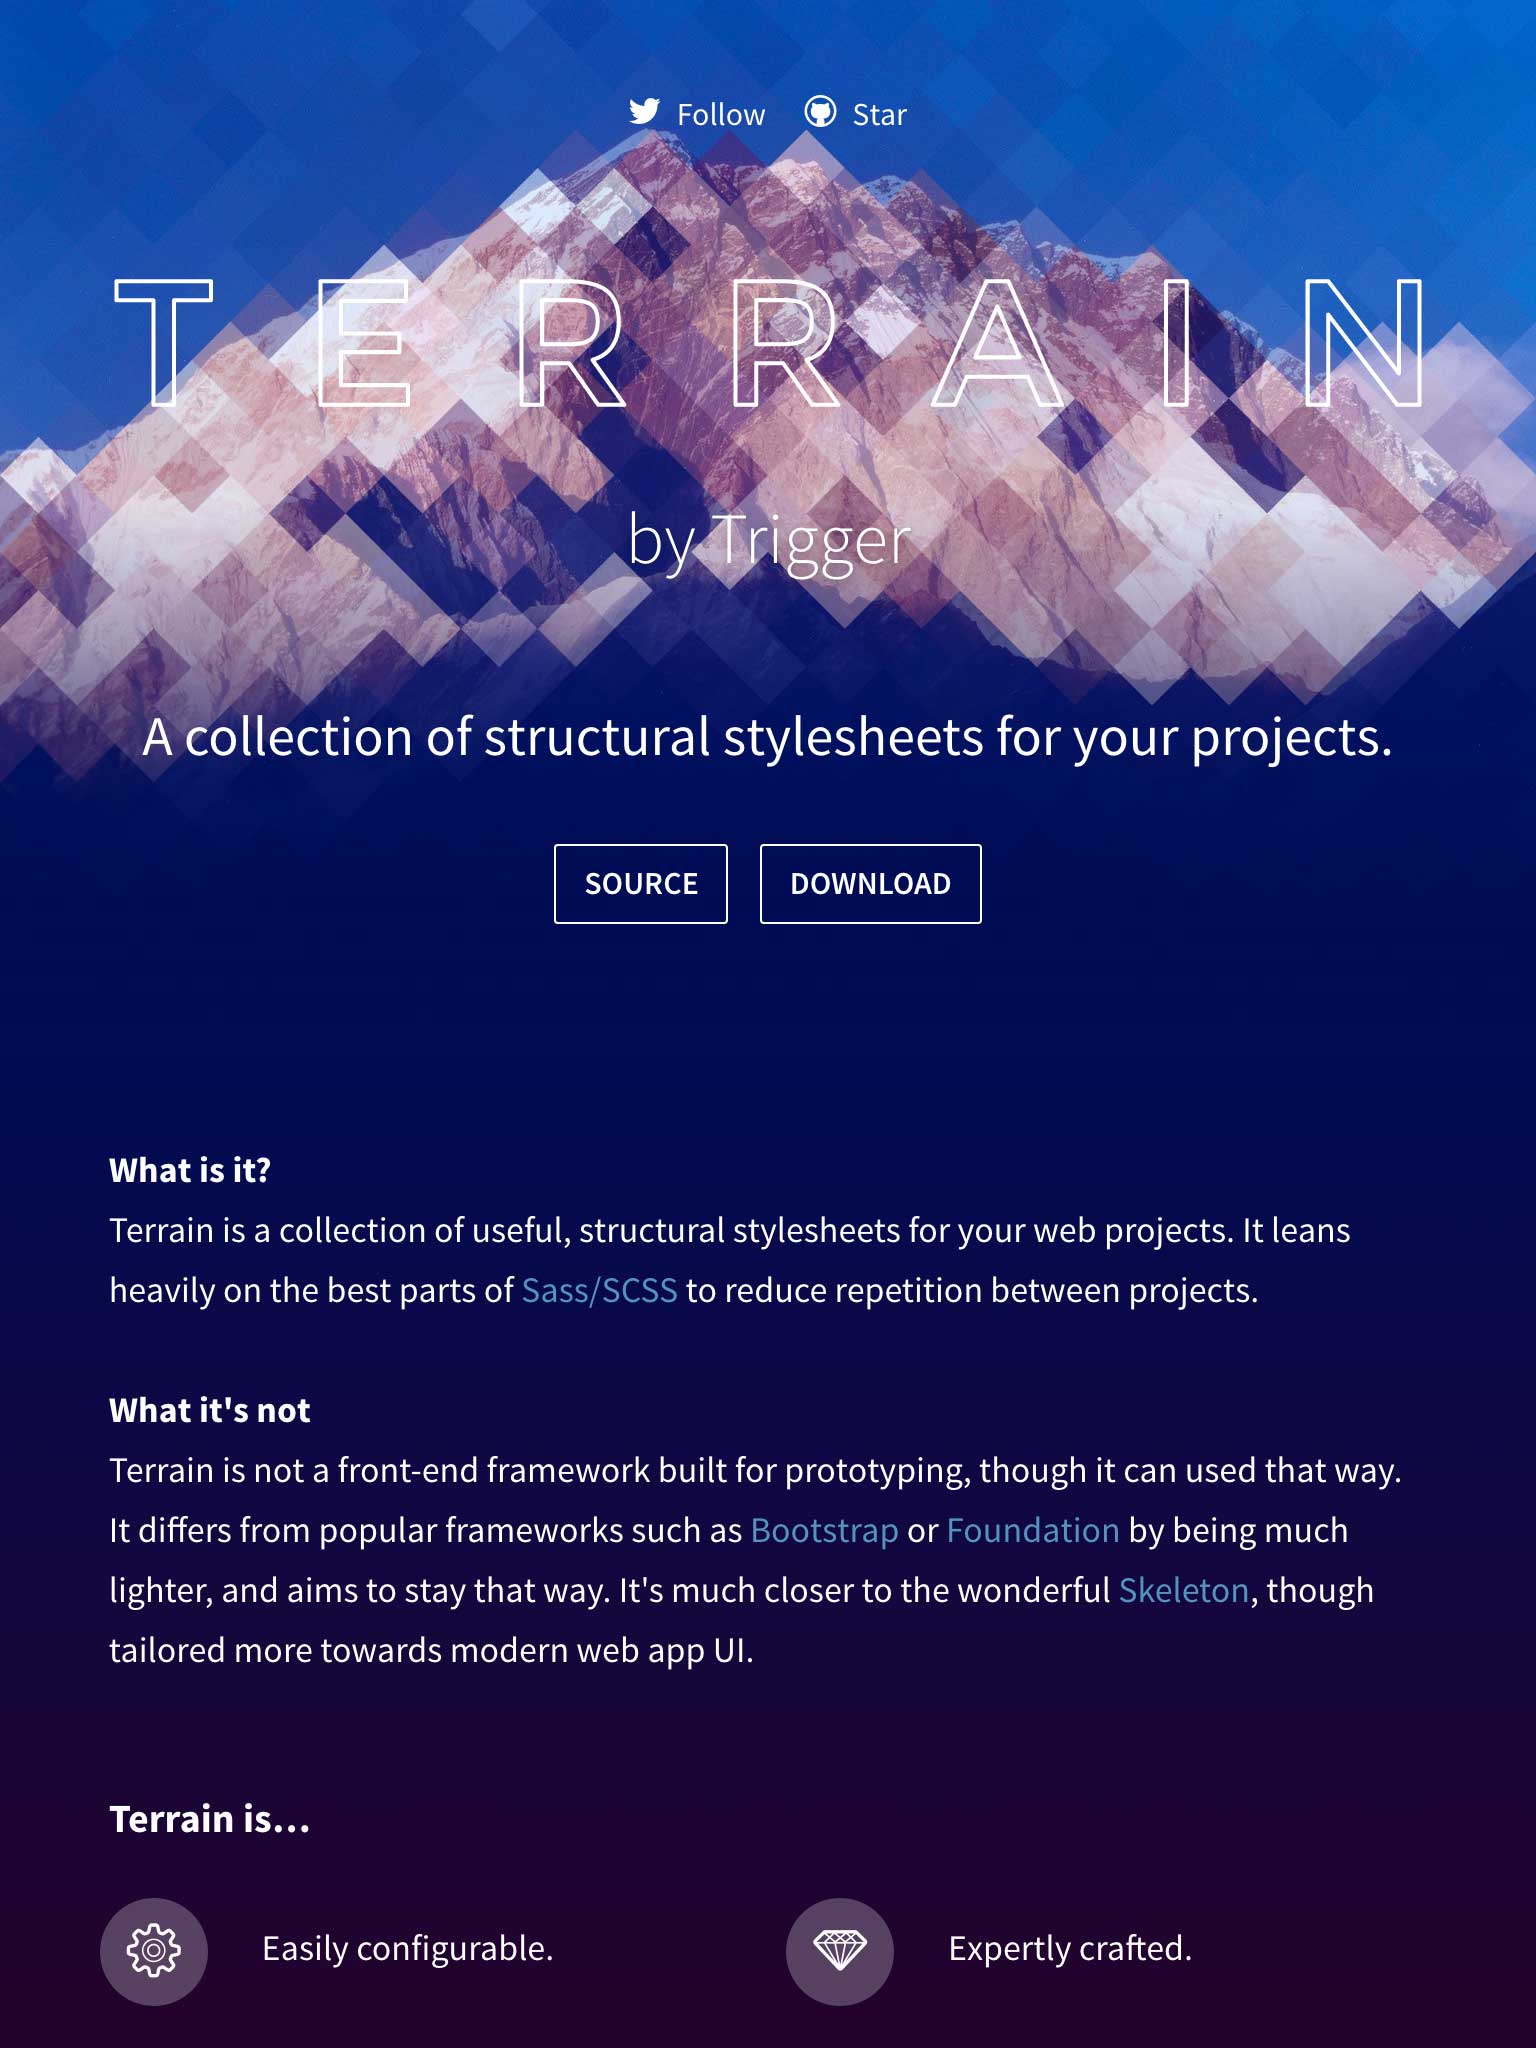 Follow Star
TERRAIN
by Trigger
A collection of structural stylesheets for your projects.
SOURCE DOWNLOAD
What is it?
Terrain is a collection of useful, structural stylesheets for your web projects. It leans
heavily on the best parts of Sass/SCSS to reduce repetition between projects.
What it's not
Terrain is not a front-end framework built for prototyping, though it can used that way.
It differs from popular frameworks such as Bootstrap or Foundation by being much
lighter, and aims to stay that way. It's much closer to the wonderful Skeleton, though
tailored more towards modern web app UI.
Terrain is…
Easily configurable. Expertly crafted.